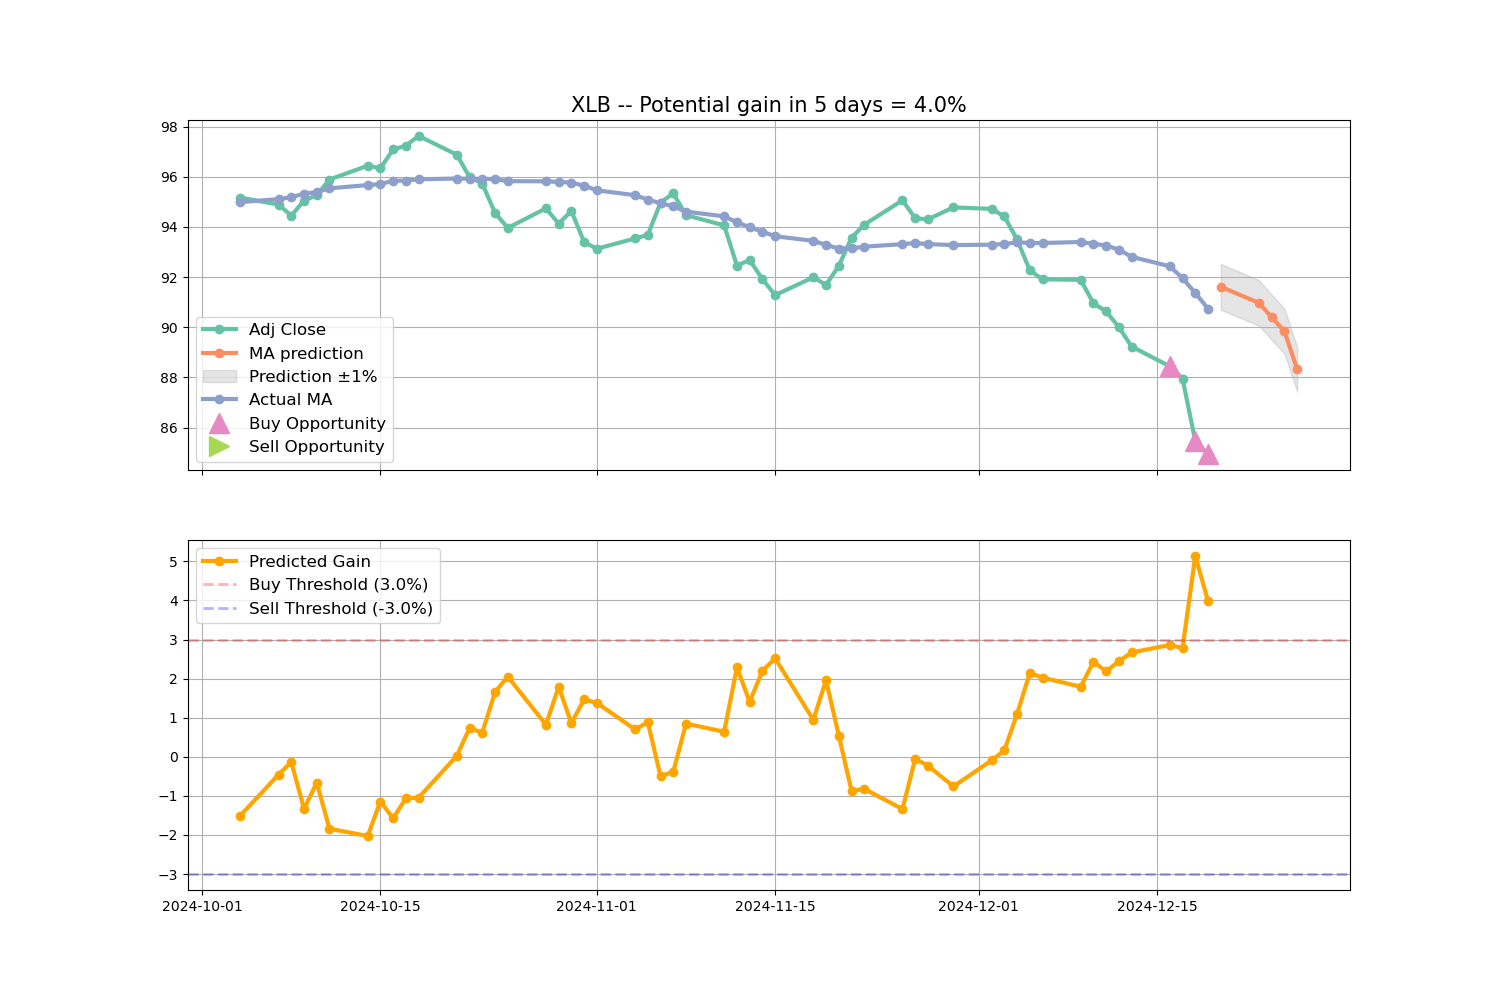 XLB -- Potential gain in 5 days = 4.0%
98
96
94
92
90
88
86
Adj Close
MA prediction
Prediction ±1%
Actual MA
Buy Opportunity
Sell Opportunity
5
4
3
2
1
0
−1
−2
−3
Predicted Gain
Buy Threshold (3.0%)
Sell Threshold (-3.0%)
2024-10-01
2024-10-15
2024-11-01
2024-11-15
2024-12-01
2024-12-15